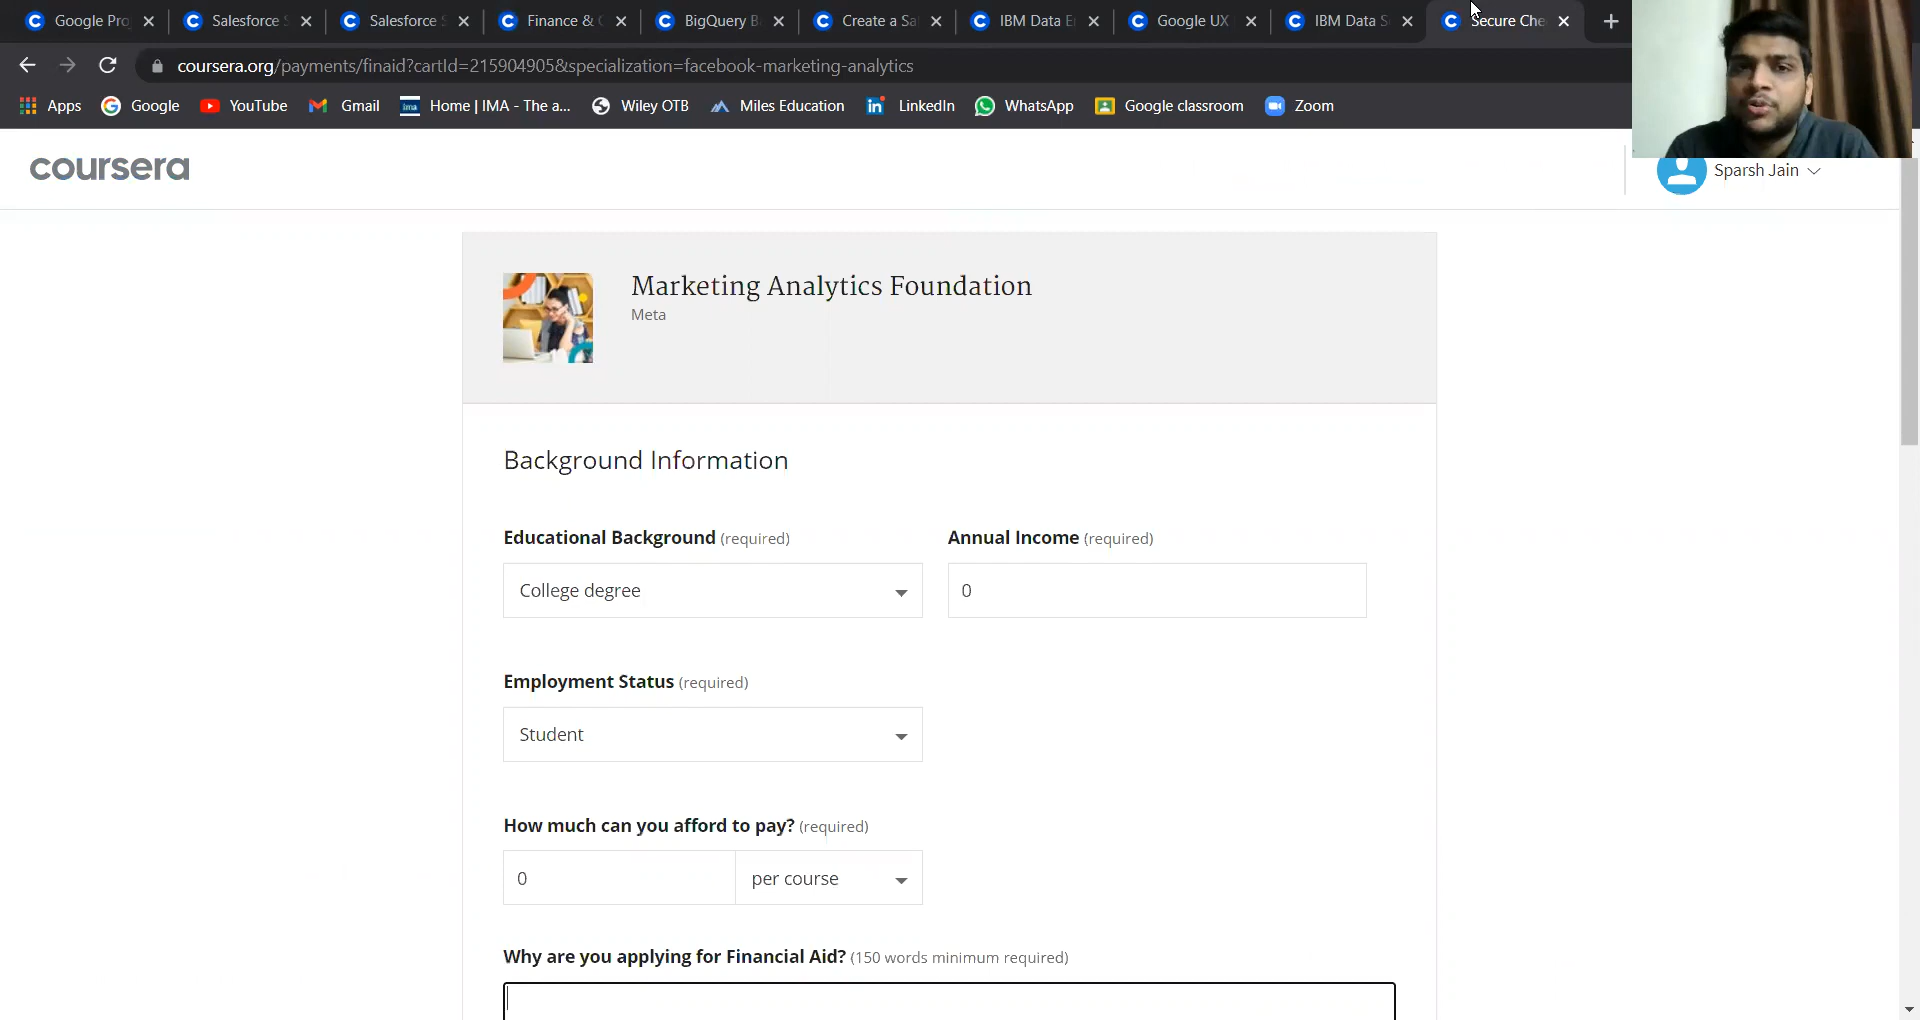 Google Pro
Salesforce S
Salesforce S
Finance &
BigQuery B
Create a Sa
IBM Data E
Google UX
IBM Data S
Secure Che
coursera.org/payments/finaid?cartId=215904905&specialization=facebook-marketing-analytics
Apps
Google
YouTube
Gmail
Home | IMA - The a...
Wiley OTB
Miles Education
LinkedIn
WhatsApp
Google classroom
Zoom
coursera
Sparsh Jain
Marketing Analytics Foundation
Meta
Background Information
Educational Background (required)
Annual Income (required)
College degree
0
Employment Status (required)
Student
How much can you afford to pay? (required)
0
per course
Why are you applying for Financial Aid? (150 words minimum required)